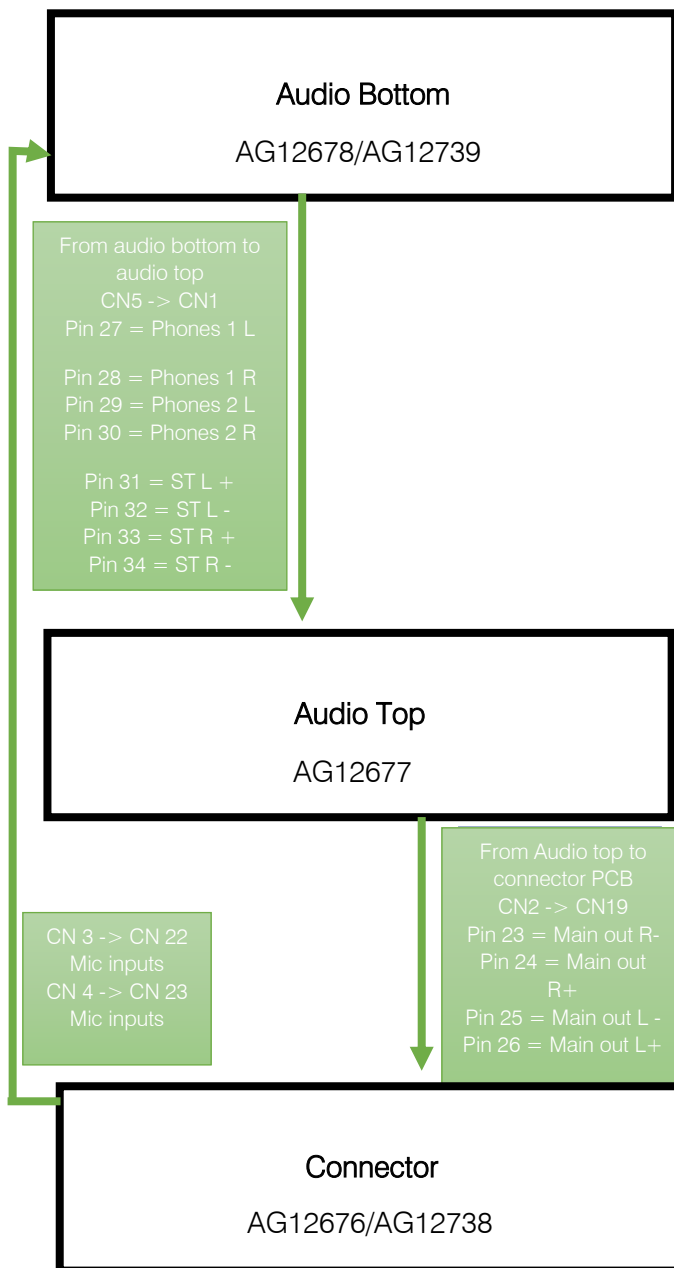 Audio Bottom
AG12678/AG12739
From audio bottom to
audio top
CN5 -> CN1
Pin 27 = Phones 1 L
Pin 28 = Phones 1 R
Pin 29 = Phones 2 L
Pin 30 = Phones 2 R
Pin 31 = ST L +
Pin 32 = ST L -
Pin 33 = ST R +
Pin 34 = ST R -
Audio Top
AG12677
From Audio top to
connector PCB
CN2 -> CN19
Pin 23 = Main out R-
Pin 24 = Main out
R+
Pin 25 = Main out L -
Pin 26 = Main out L+
CN 3 -> CN 22
Mic inputs
CN 4 -> CN 23
Mic inputs
Connector
AG12676/AG12738